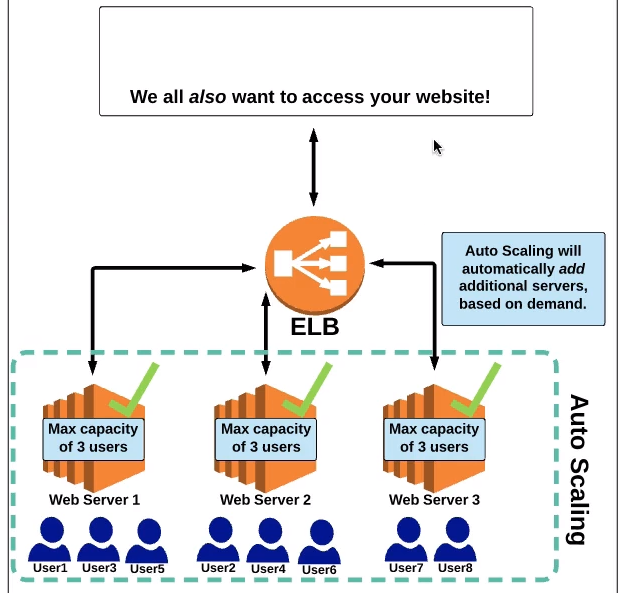 We all also want to access your website!
ELB
Auto Scaling will
automatically add
additional servers,
based on demand.
Auto Scaling
Max capacity
of 3 users
Max capacity
of 3 users
Max capacity
of 3 users
Web Server 1
Web Server 2
Web Server 3
User1
User3
User5
User2
User4
User6
User7
User8